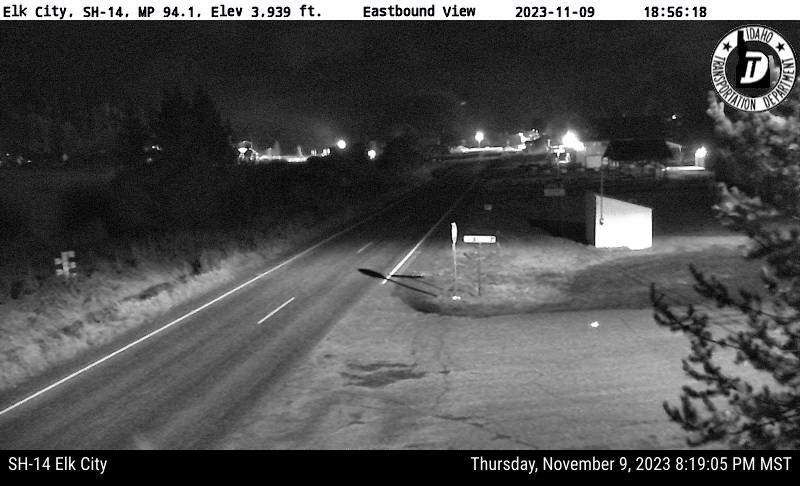 Elk City, SH-14, MP 94.1, Elev 3,939 ft. Eastbound View 2023-11-09 18:56:18
IDAHO
TRANSPORTATION DEPARTMENT
SH-14 Elk City Thursday, November 9, 2023 8:19:05 PM MST